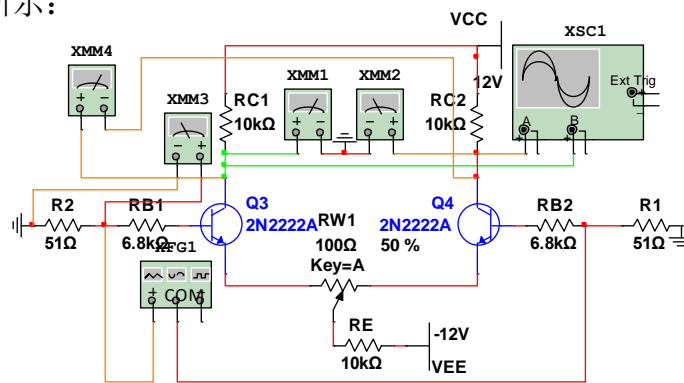 示：
VCC
XSC1
XMM4
XMM1
XMM2
Ext Trig
12V
RC1
RC2
XMM3
10kΩ
10kΩ
A
B
R2
RB1
Q3
Q4
RB2
R1
2N2222A
RW1
2N2222A
51Ω
6.8kΩ
100Ω
50 %
6.8kΩ
51Ω
XFG1
Key=A
COM
RE
-12V
10kΩ
VEE